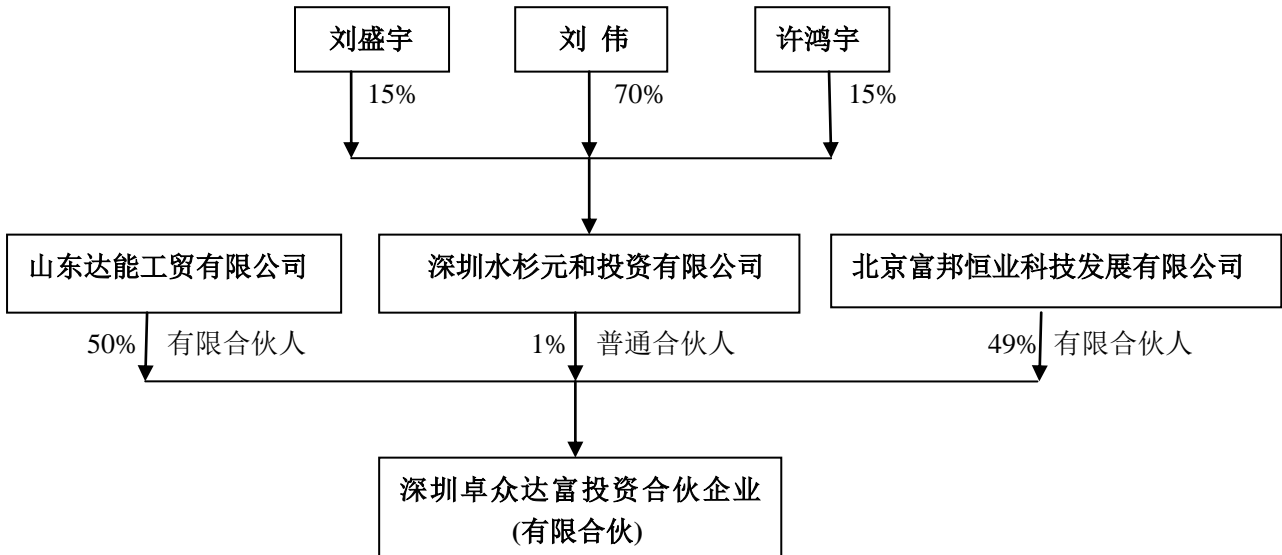 刘盛宇 刘 伟 许鸿宇
15% 70% 15%
山东达能工贸有限公司 深圳水杉元和投资有限公司 北京富邦恒业科技发展有限公司
50% 有限合伙人 1% 普通合伙人 49% 有限合伙人
深圳卓众达富投资合伙企业
(有限合伙)